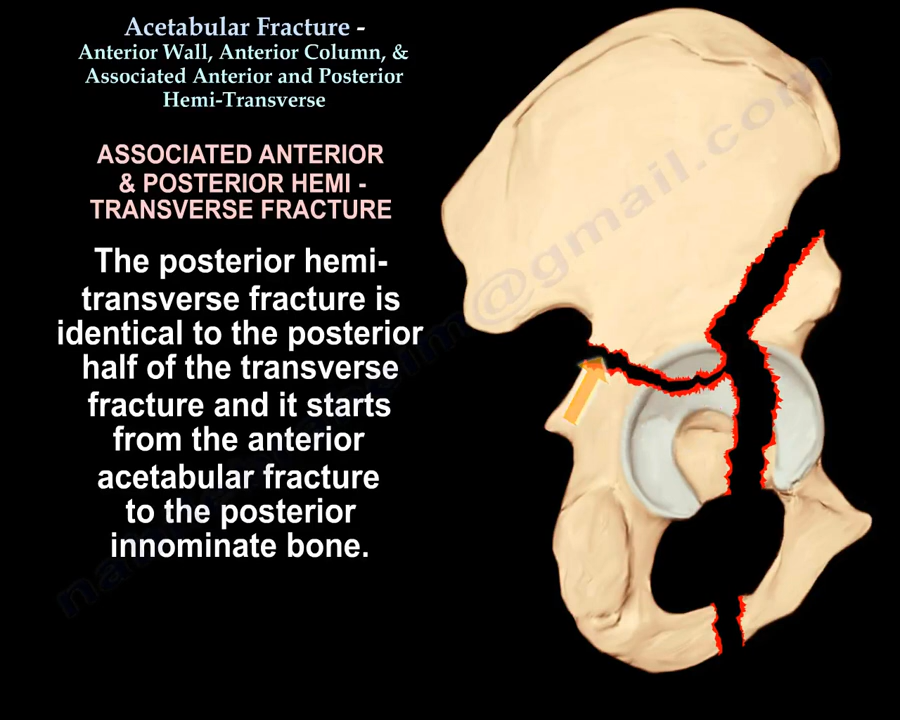 Acetabular Fracture -
Anterior Wall, Anterior Column, &
Associated Anterior and Posterior
Hemi-Transverse
ASSOCIATED ANTERIOR
& POSTERIOR HEMI -
TRANSVERSE FRACTURE
The posterior hemi-
transverse fracture is
identical to the posterior
half of the transverse
fracture and it starts
from the anterior
acetabular fracture
to the posterior
innominate bone.
@gmail.com